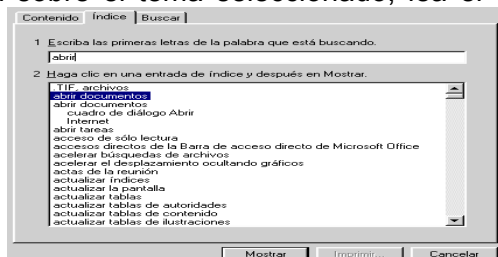 sobre el tema seleccionado, lea el
Contenido Índice Buscar
1 Escriba las primeras letras de la palabra que está buscando.
abrir
2 Haga clic en una entrada de índice y después en Mostrar.
.TIF, archivos
abrir documentos
abrir documentos
cuadro de diálogo Abrir
Internet
abrir tareas
acceso de sólo lectura
accesos directos de la Barra de acceso directo de Microsoft Office
acelerar búsquedas de archivos
acelerar el desplazamiento ocultando gráficos
actas de la reunión
actualizar índices
actualizar la pantalla
actualizar tablas
actualizar tablas de autoridades
actualizar tablas de contenido
actualizar tablas de ilustraciones
Mostrar Imprimir... Cancelar